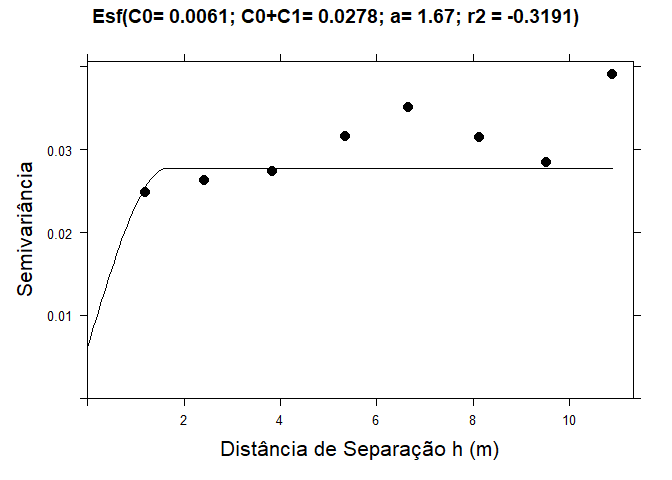 Esf(C0= 0.0061; C0+C1= 0.0278; a= 1.67; r2 = -0.3191)
Semivariância
0.03
0.02
0.01
2 4 6 8 10
Distância de Separação h (m)